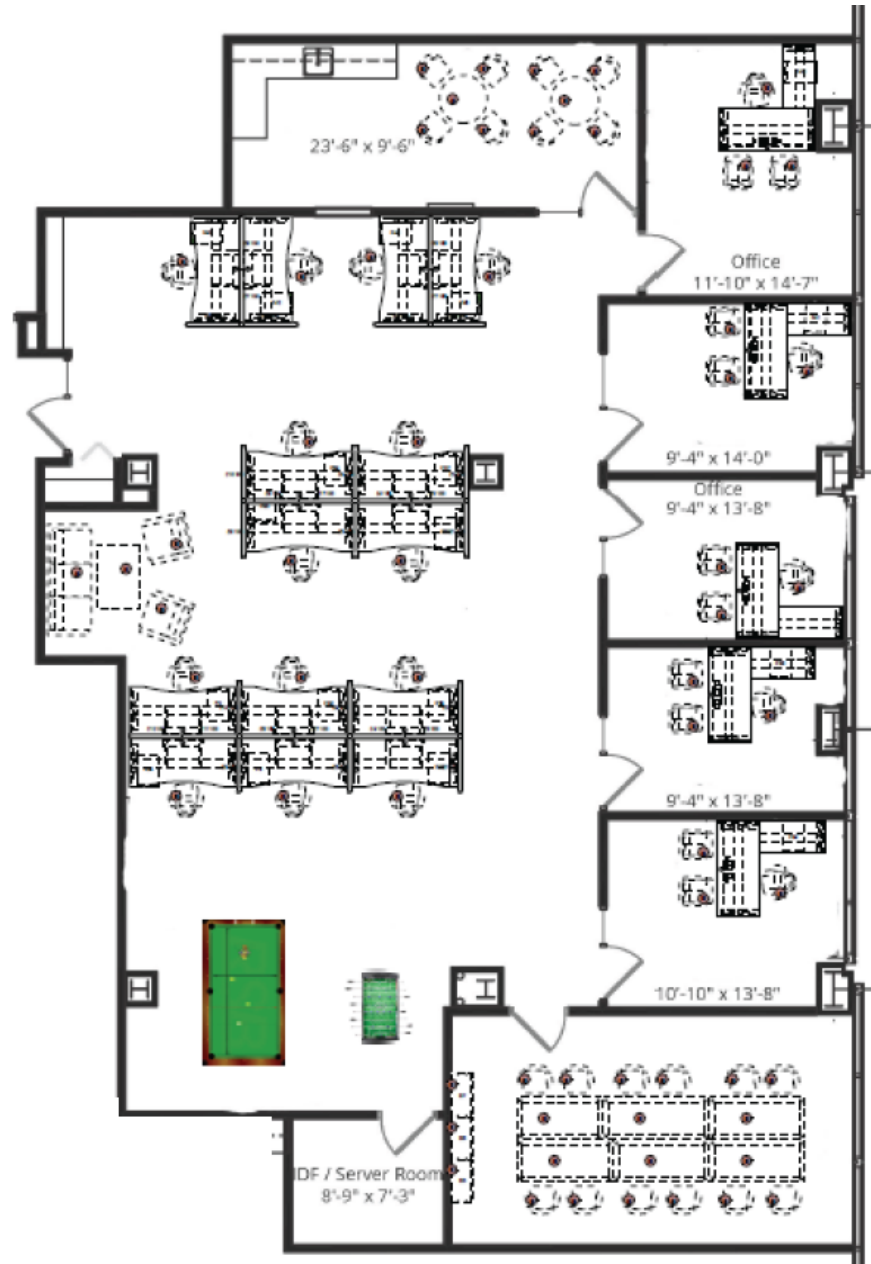 23'-6" x 9'-6"
Office
11'-10" x 14'-7"
9'-4" x 14'-0"
Office
9'-4" x 13'-8"
9'-4" x 13'-8"
10'-10" x 13'-8"
IDF / Server Room
8'-9" x 7'-3"